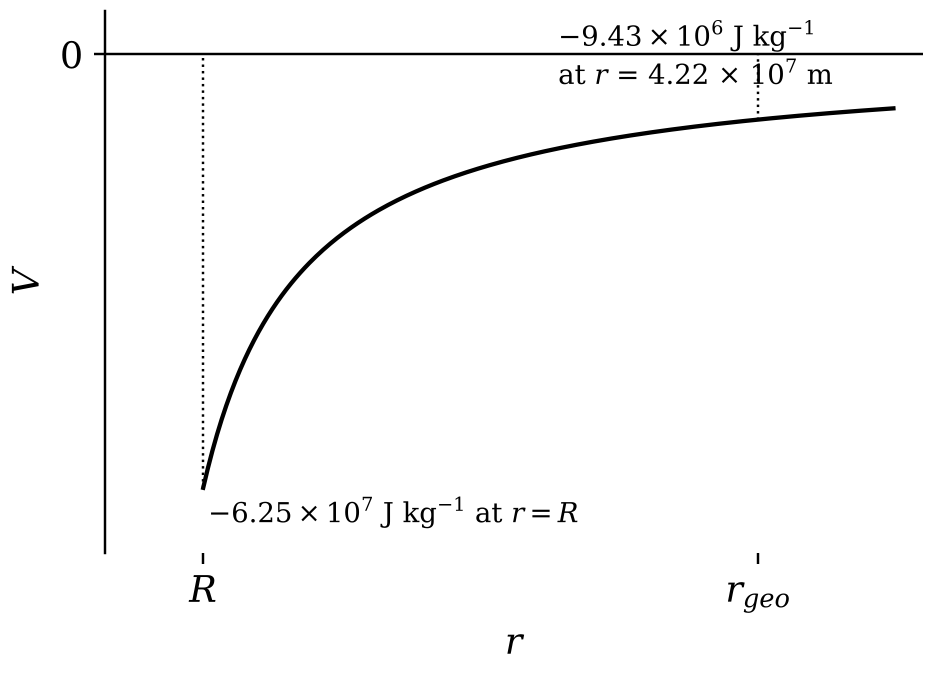 −9.43 × 10⁶ J kg⁻¹
0
at r = 4.22 × 10⁷ m
V
−6.25 × 10⁷ J kg⁻¹ at r = R
R
r_geo
r